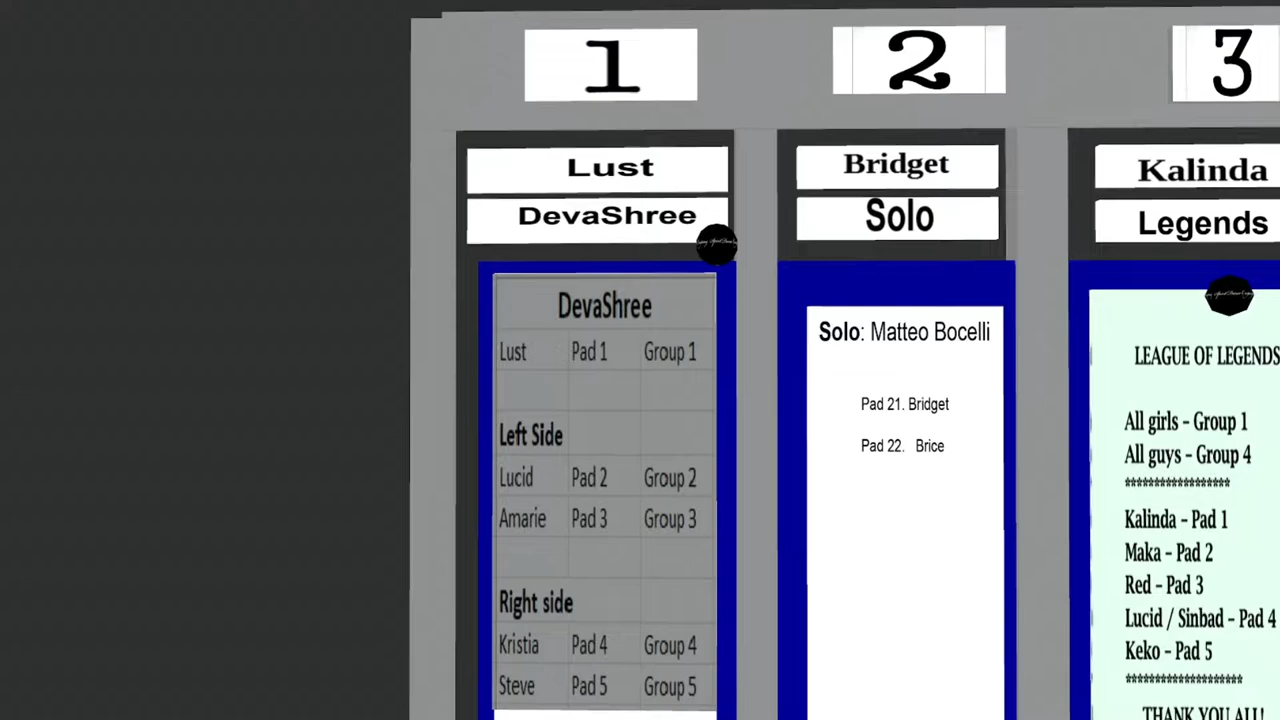 1
Lust
DevaShree
DevaShree
Lust Pad 1 Group 1
Left Side
Lucid Pad 2 Group 2
Amarie Pad 3 Group 3
Right side
Kristia Pad 4 Group 4
Steve Pad 5 Group 5
2
Bridget
Solo
Solo: Matteo Bocelli
Pad 21. Bridget
Pad 22. Brice
3
Kalinda
Legends
LEAGUE OF LEGENDS
All girls – Group 1
All guys – Group 4
*****************
Kalinda – Pad 1
Maka – Pad 2
Red – Pad 3
Lucid / Sinbad – Pad 4
Keko – Pad 5
*******************
THANK YOU ALL!